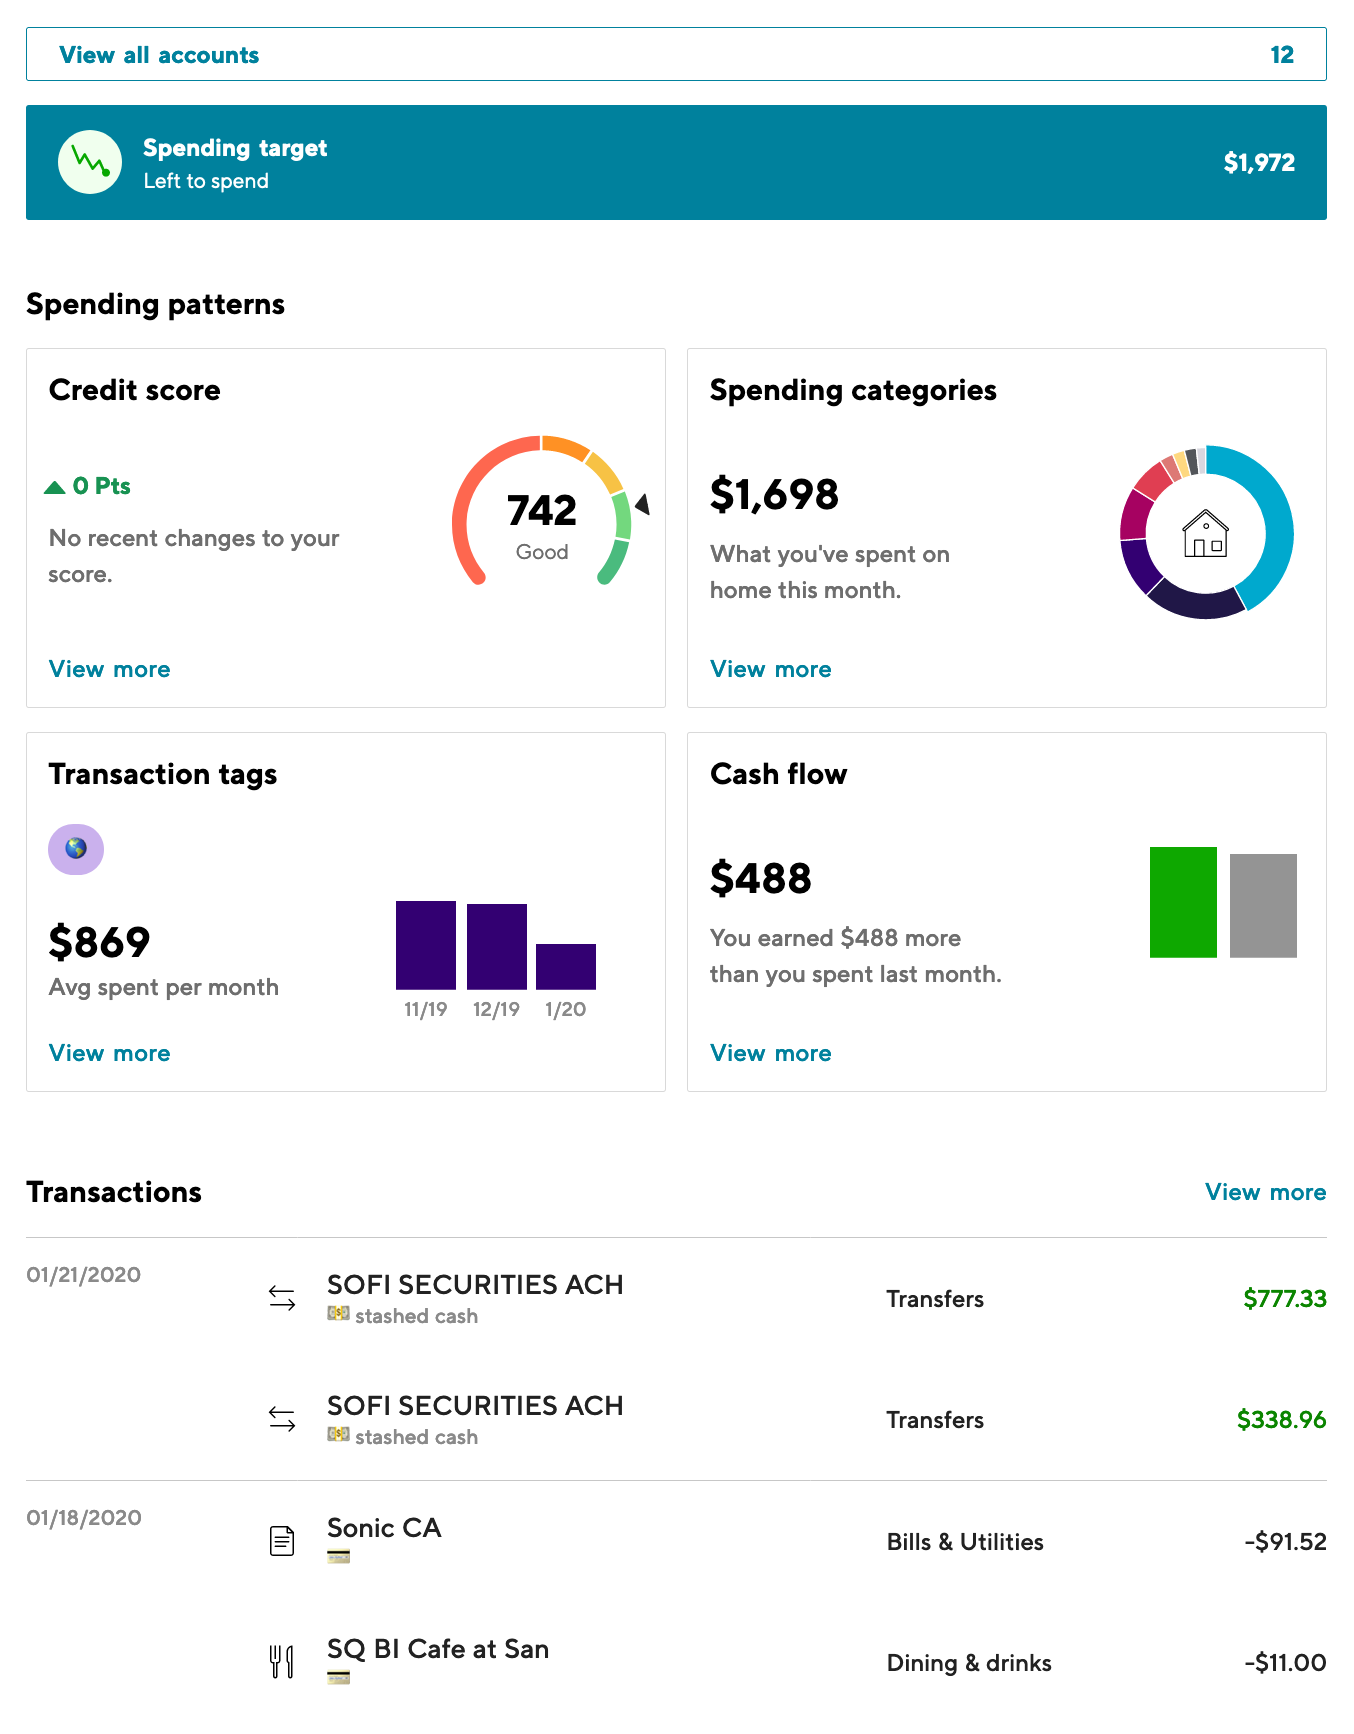 View all accounts 12
Spending target
Left to spend
$1,972
Spending patterns
Credit score
0 Pts
No recent changes to your
score.
742
Good
View more
Spending categories
$1,698
What you've spent on
home this month.
View more
Transaction tags
$869
Avg spent per month
11/19 12/19 1/20
View more
Cash flow
$488
You earned $488 more
than you spent last month.
View more
Transactions View more
01/21/2020
SOFI SECURITIES ACH
stashed cash
Transfers
$777.33
SOFI SECURITIES ACH
stashed cash
Transfers
$338.96
01/18/2020
Sonic CA
Bills & Utilities
-$91.52
SQ BI Cafe at San
Dining & drinks
-$11.00